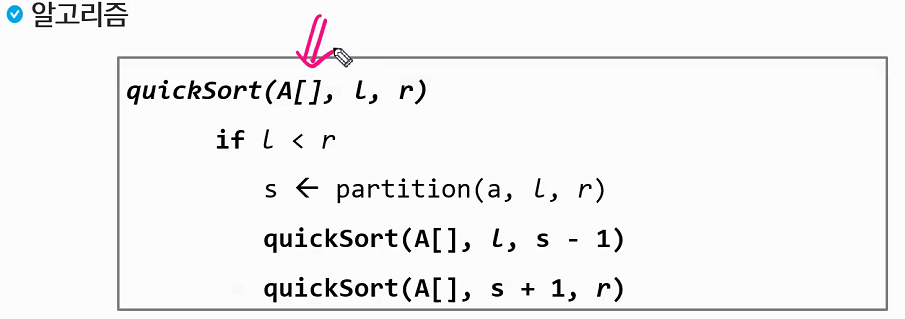 알고리즘
quickSort(A[], l, r)
if l < r
s ← partition(a, l, r)
quickSort(A[], l, s - 1)
quickSort(A[], s + 1, r)